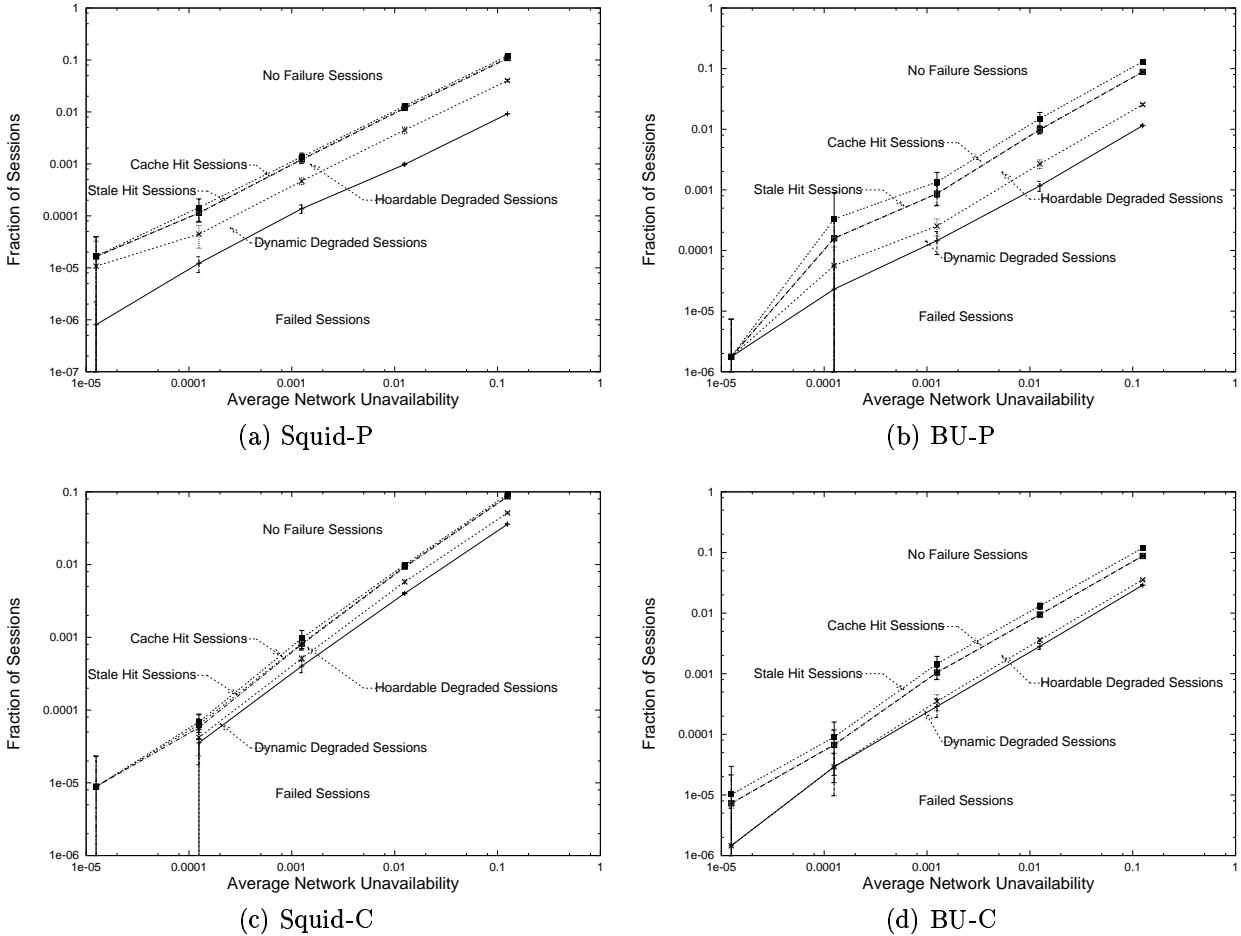 1
0.1
0.01
0.001
0.0001
1e-05
1e-06
1e-07
1e-05
0.0001
0.001
0.01
0.1
1
Fraction of Sessions
Average Network Unavailability
No Failure Sessions
Cache Hit Sessions
Stale Hit Sessions
Hoardable Degraded Sessions
Dynamic Degraded Sessions
Failed Sessions
(a) Squid-P
1
0.1
0.01
0.001
0.0001
1e-05
1e-06
1e-05
0.0001
0.001
0.01
0.1
1
Fraction of Sessions
Average Network Unavailability
No Failure Sessions
Cache Hit Sessions
Stale Hit Sessions
Hoardable Degraded Sessions
Dynamic Degraded Sessions
Failed Sessions
(b) BU-P
0.1
0.01
0.001
0.0001
1e-05
1e-06
1e-05
0.0001
0.001
0.01
0.1
1
Fraction of Sessions
Average Network Unavailability
No Failure Sessions
Cache Hit Sessions
Stale Hit Sessions
Hoardable Degraded Sessions
Dynamic Degraded Sessions
Failed Sessions
(c) Squid-C
1
0.1
0.01
0.001
0.0001
1e-05
1e-06
1e-05
0.0001
0.001
0.01
0.1
1
Fraction of Sessions
Average Network Unavailability
No Failure Sessions
Cache Hit Sessions
Stale Hit Sessions
Hoardable Degraded Sessions
Dynamic Degraded Sessions
Failed Sessions
(d) BU-C